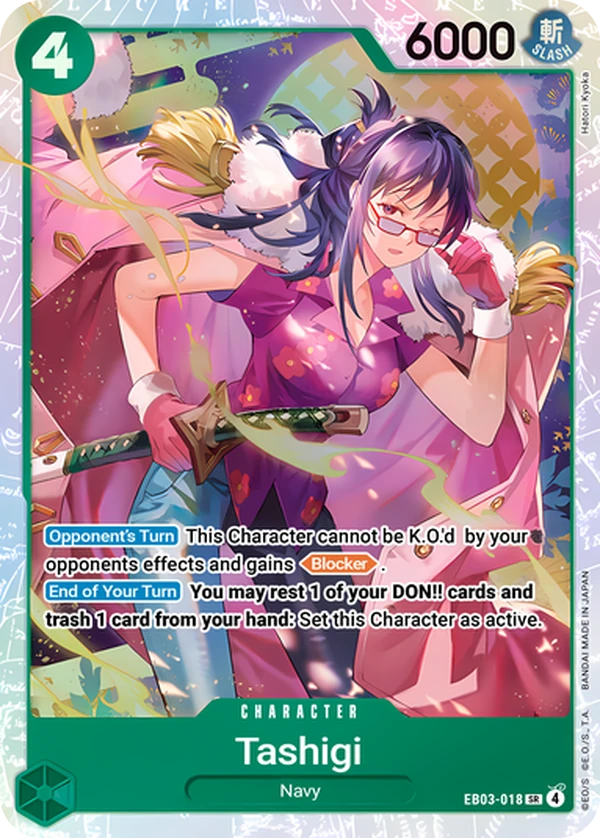 4
6000
斬
SLASH
Hatori Kyoka
Opponent's Turn This Character cannot be K.O.'d by your
opponents effects and gains Blocker.
End of Your Turn You may rest 1 of your DON!! cards and
trash 1 card from your hand: Set this Character as active.
CHARACTER
Tashigi
Navy
EB03-018 SR 4
©E.O/S ©E.O./S., T.A. BANDAI MADE IN JAPAN